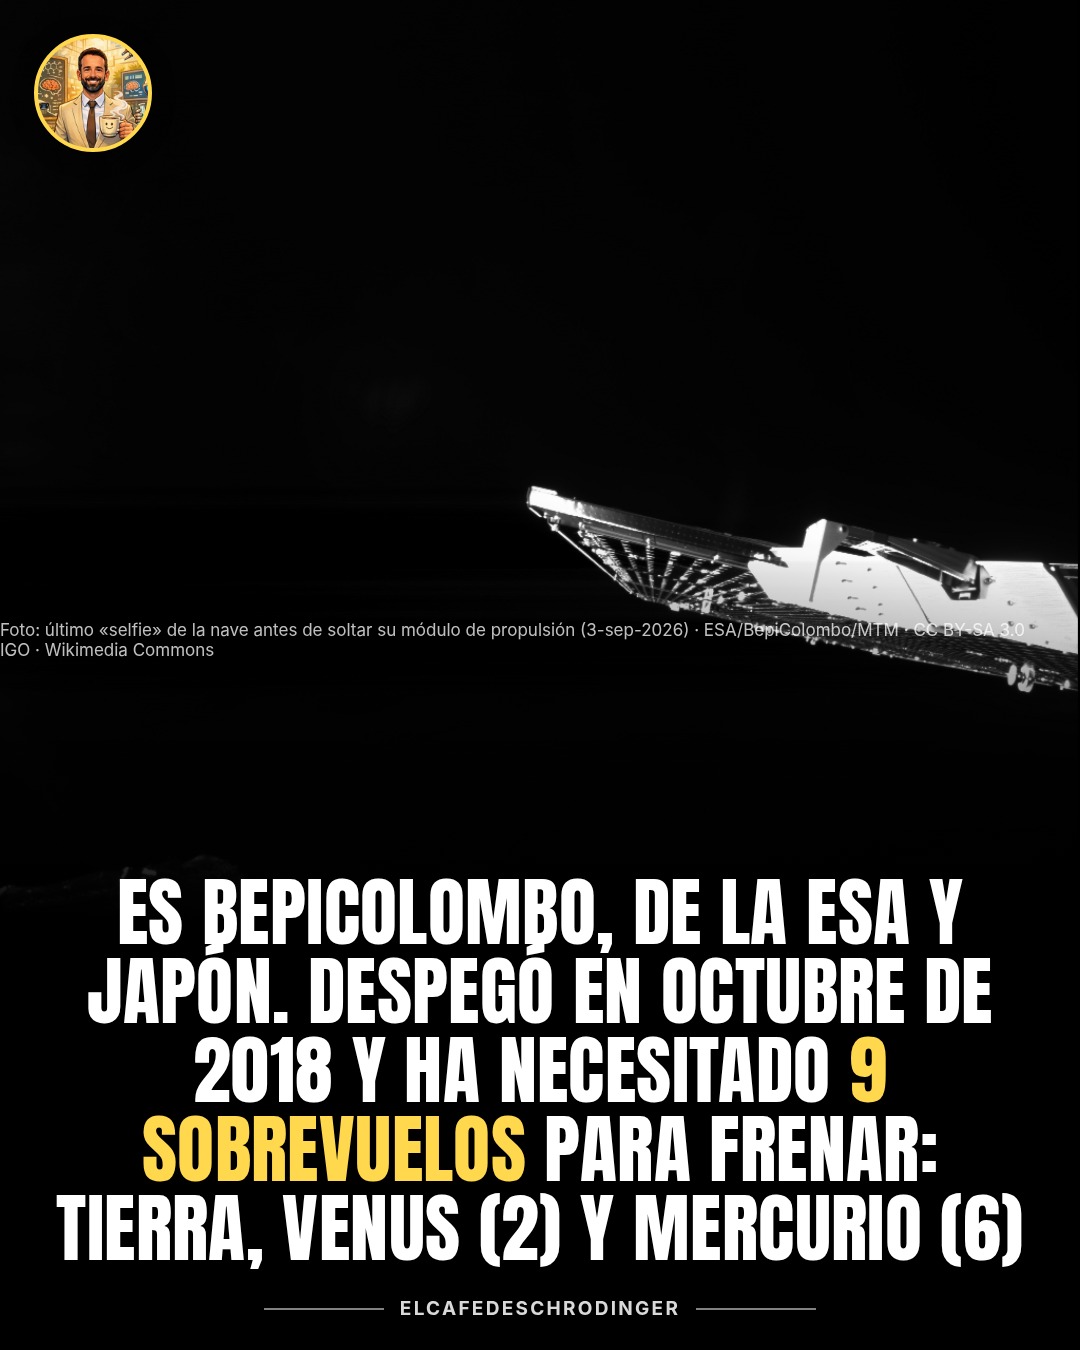 Foto: último «selfie» de la nave antes de soltar su módulo de propulsión (3-sep-2026) · ESA/BepiColombo/MTM · CC BY-SA 3.0
IGO · Wikimedia Commons
ES BEPICOLOMBO, DE LA ESA Y
JAPÓN. DESPEGÓ EN OCTUBRE DE
2018 Y HA NECESITADO 9
SOBREVUELOS PARA FRENAR:
TIERRA, VENUS (2) Y MERCURIO (6)
ELCAFEDESCHRODINGER